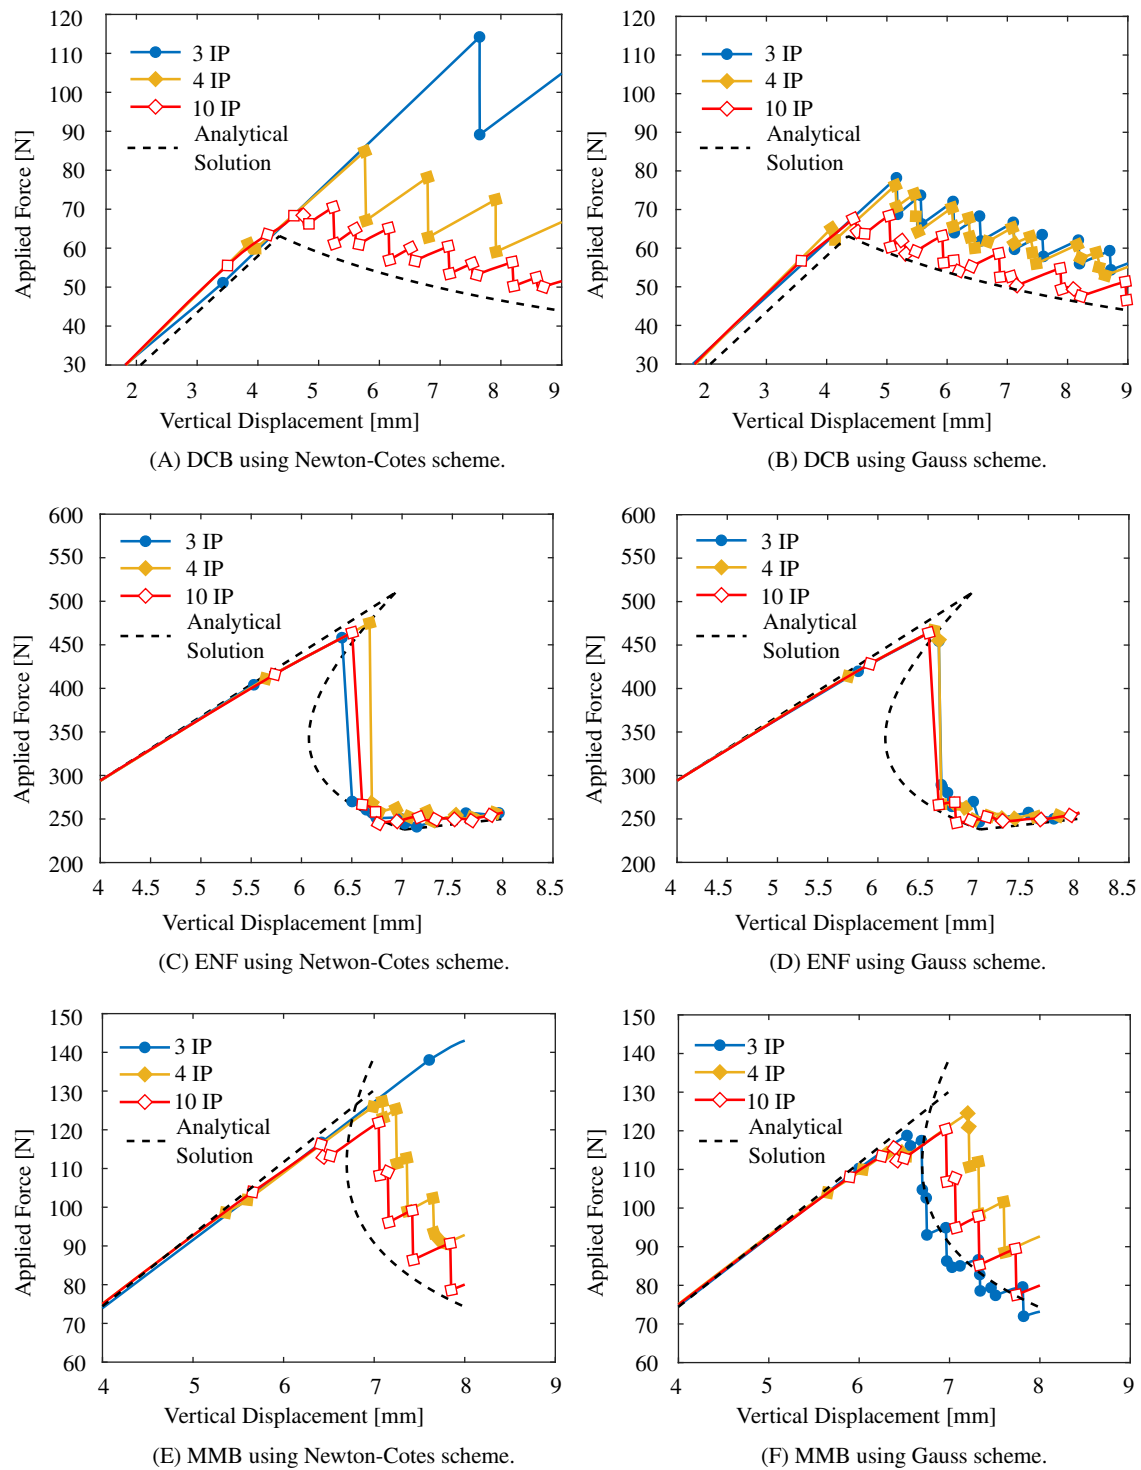 120
110
100
90
80
70
60
50
40
30
Applied Force [N]
3 IP
4 IP
10 IP
Analytical
Solution
2 3 4 5 6 7 8 9
Vertical Displacement [mm]
(A) DCB using Newton-Cotes scheme.
120
110
100
90
80
70
60
50
40
30
Applied Force [N]
3 IP
4 IP
10 IP
Analytical
Solution
2 3 4 5 6 7 8 9
Vertical Displacement [mm]
(B) DCB using Gauss scheme.
600
550
500
450
400
350
300
250
200
Applied Force [N]
3 IP
4 IP
10 IP
Analytical
Solution
4 4.5 5 5.5 6 6.5 7 7.5 8 8.5
Vertical Displacement [mm]
(C) ENF using Netwon-Cotes scheme.
600
550
500
450
400
350
300
250
200
Applied Force [N]
3 IP
4 IP
10 IP
Analytical
Solution
4 4.5 5 5.5 6 6.5 7 7.5 8 8.5
Vertical Displacement [mm]
(D) ENF using Gauss scheme.
150
140
130
120
110
100
90
80
70
60
Applied Force [N]
3 IP
4 IP
10 IP
Analytical
Solution
4 5 6 7 8 9
Vertical Displacement [mm]
(E) MMB using Newton-Cotes scheme.
150
140
130
120
110
100
90
80
70
60
Applied Force [N]
3 IP
4 IP
10 IP
Analytical
Solution
4 5 6 7 8 9
Vertical Displacement [mm]
(F) MMB using Gauss scheme.